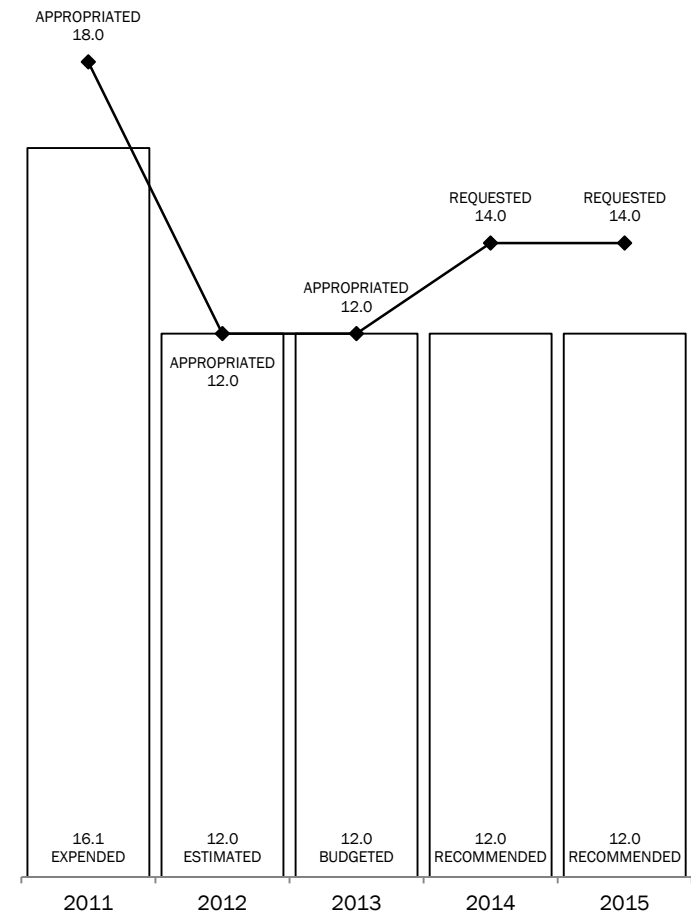 APPROPRIATED
18.0
REQUESTED
14.0
REQUESTED
14.0
APPROPRIATED
12.0
APPROPRIATED
12.0
16.1
EXPENDED
12.0
ESTIMATED
12.0
BUDGETED
12.0
RECOMMENDED
12.0
RECOMMENDED
2011
2012
2013
2014
2015